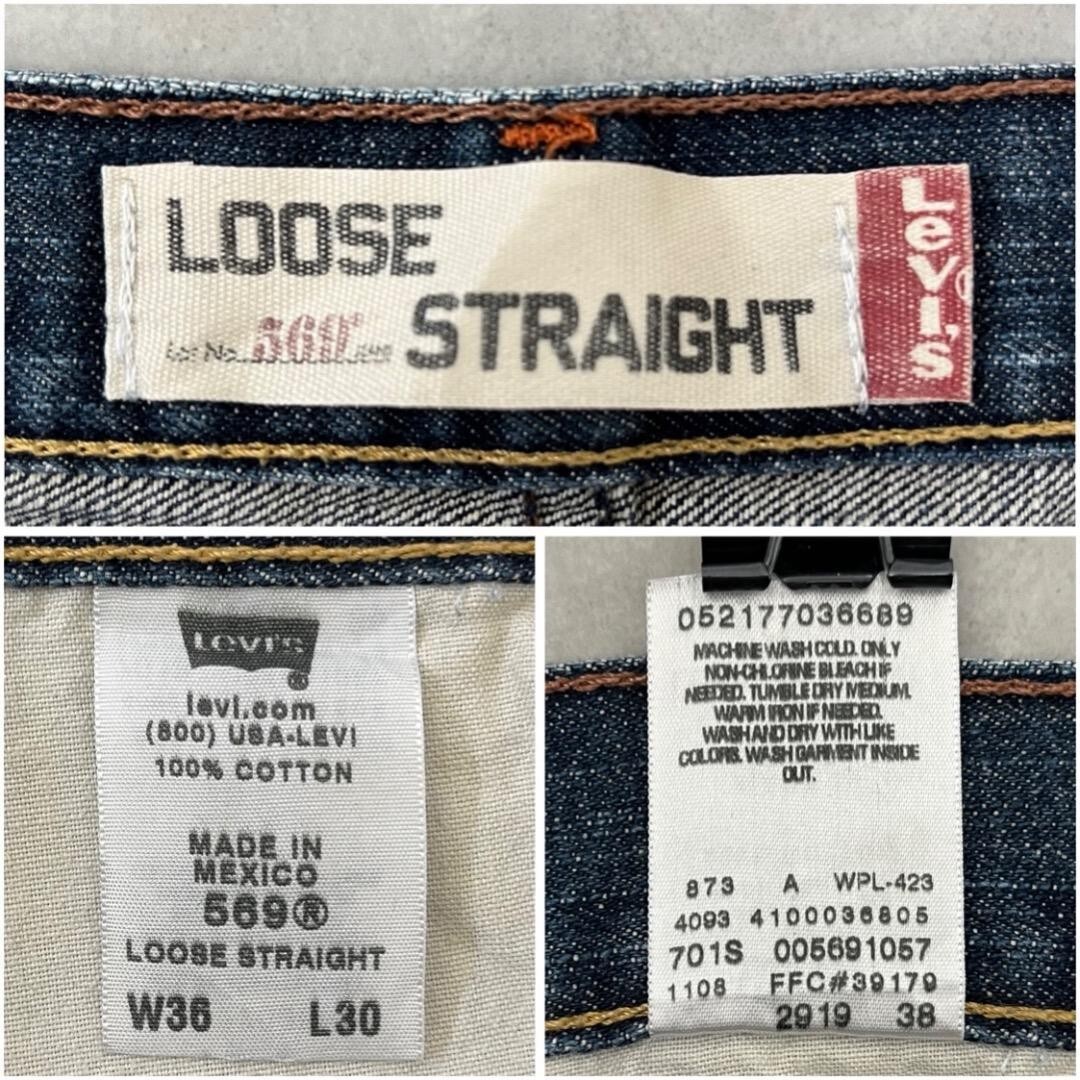 LOOSE
Lot No. 569®
STRAIGHT
Levi's
Levi's®
levi.com
(800) USA-LEVI
100% COTTON
MADE IN
MEXICO
569®
LOOSE STRAIGHT
W36 L30
052177036689
MACHINE WASH COLD. ONLY
NON-CHLORINE BLEACH IF
NEEDED. TUMBLE DRY MEDIUM.
WARM IRON IF NEEDED.
WASH AND DRY WITH LIKE
COLORS. WASH GARMENT INSIDE
OUT.
873 A WPL-423
4093 4100036805
701S 005691057
1108 FFC#39179
2919 38